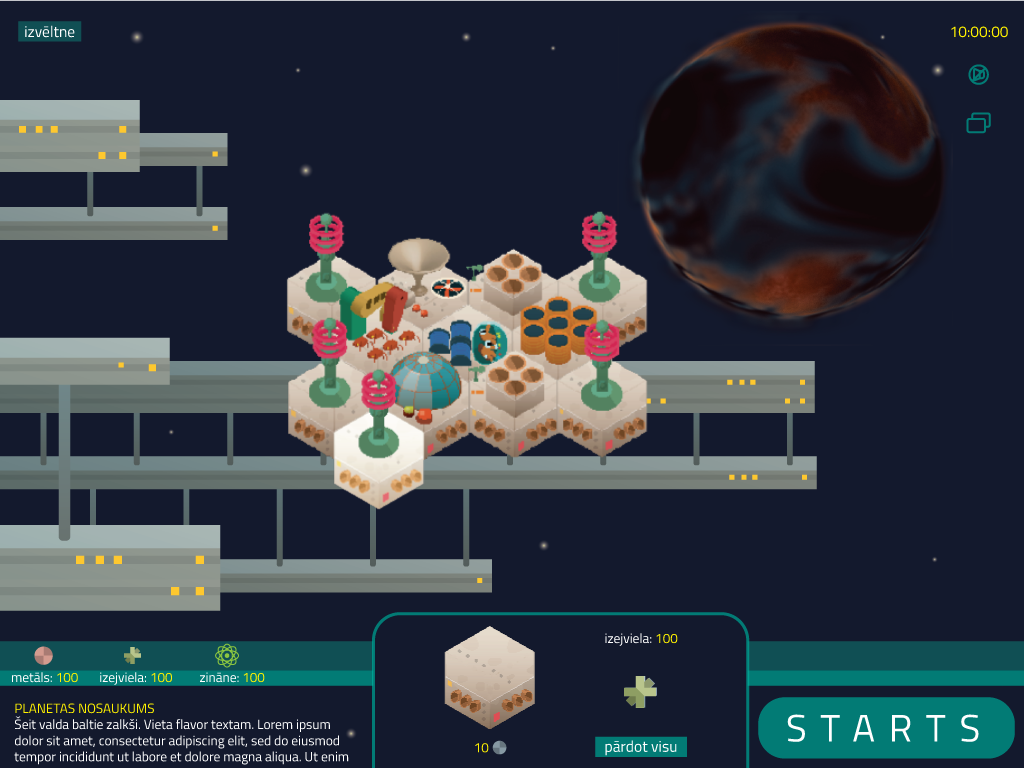 izvēltne
10:00:00
izejviela: 100
metāls: 100 izejviela: 100 zināne: 100
PLANETAS NOSAUKUMS
Šeit valda baltie zalkši. Vieta flavor textam. Lorem ipsum
dolor sit amet, consectetur adipiscing elit, sed do eiusmod
tempor incididunt ut labore et dolore magna aliqua. Ut enim
10
pārdot visu
STARTS